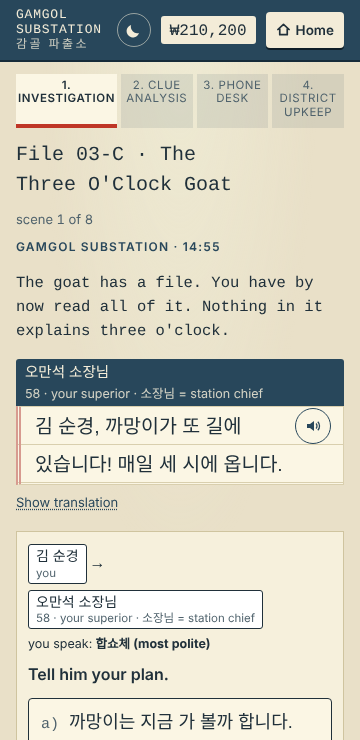 GAMGOL
SUBSTATION
감골 파출소
₩210,200
Home
1.
INVESTIGATION
2. CLUE
ANALYSIS
3. PHONE
DESK
4.
DISTRICT
UPKEEP
File 03-C · The
Three O'Clock Goat
scene 1 of 8
GAMGOL SUBSTATION · 14:55
The goat has a file. You have by
now read all of it. Nothing in it
explains three o'clock.
오만석 소장님
58 · your superior · 소장님 = station chief
김 순경, 까망이가 또 길에
있습니다! 매일 세 시에 옵니다.
Show translation
김 순경
you
→
오만석 소장님
58 · your superior · 소장님 = station chief
you speak: 합쇼체 (most polite)
Tell him your plan.
a) 까망이는 지금 가 볼까 합니다.